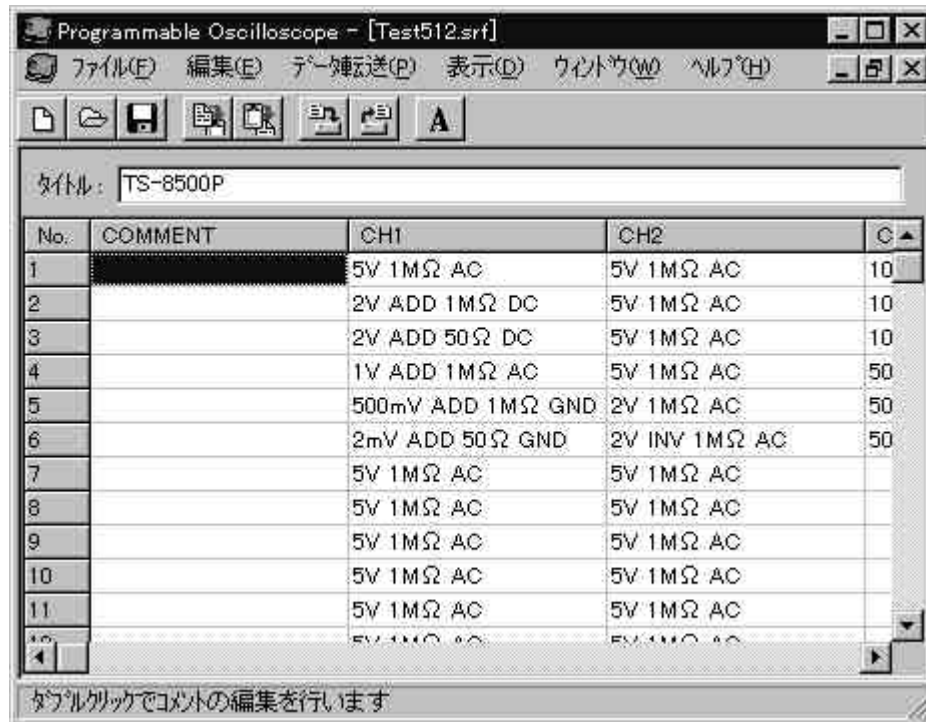 Programmable Oscilloscope - [Test512.srf]
ファイル(F) 編集(E) データ転送(P) 表示(D) ウィンドウ(W) ヘルプ(H)
A
タイトル: TS-8500P
No. COMMENT CH1 CH2 C
1 5V 1MΩ AC 5V 1MΩ AC 10
2 2V ADD 1MΩ DC 5V 1MΩ AC 10
3 2V ADD 50Ω DC 5V 1MΩ AC 10
4 1V ADD 1MΩ AC 5V 1MΩ AC 50
5 500mV ADD 1MΩ GND 2V 1MΩ AC 50
6 2mV ADD 50Ω GND 2V INV 1MΩ AC 50
7 5V 1MΩ AC 5V 1MΩ AC
8 5V 1MΩ AC 5V 1MΩ AC
9 5V 1MΩ AC 5V 1MΩ AC
10 5V 1MΩ AC 5V 1MΩ AC
11 5V 1MΩ AC 5V 1MΩ AC
ダブルクリックでコメントの編集を行います